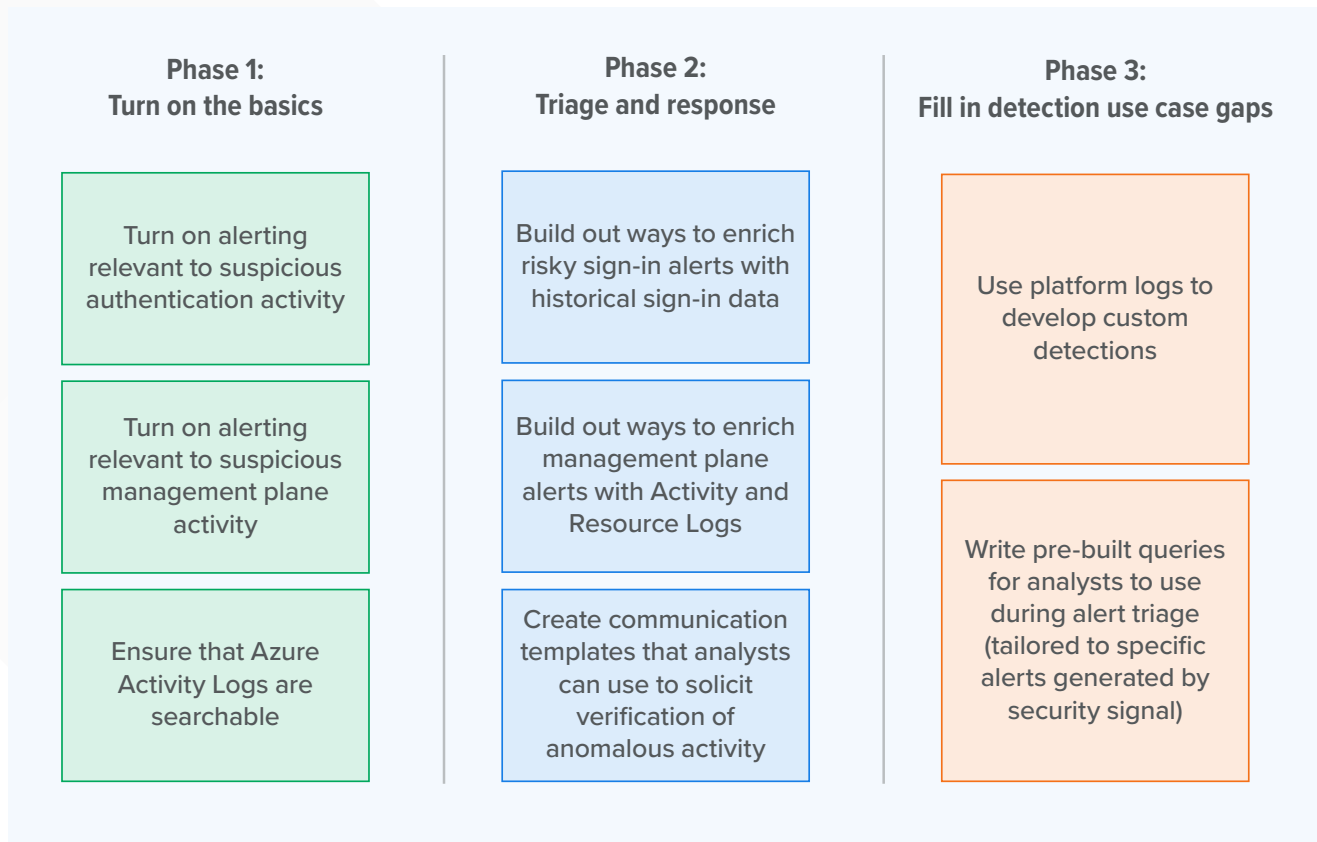 Phase 1:
Turn on the basics
Turn on alerting
relevant to suspicious
authentication activity
Turn on alerting
relevant to suspicious
management plane
activity
Ensure that Azure
Activity Logs are
searchable
Phase 2:
Triage and response
Build out ways to enrich
risky sign-in alerts with
historical sign-in data
Build out ways to enrich
management plane
alerts with Activity and
Resource Logs
Create communication
templates that analysts
can use to solicit
verification of
anomalous activity
Phase 3:
Fill in detection use case gaps
Use platform logs to
develop custom
detections
Write pre-built queries
for analysts to use
during alert triage
(tailored to specific
alerts generated by
security signal)